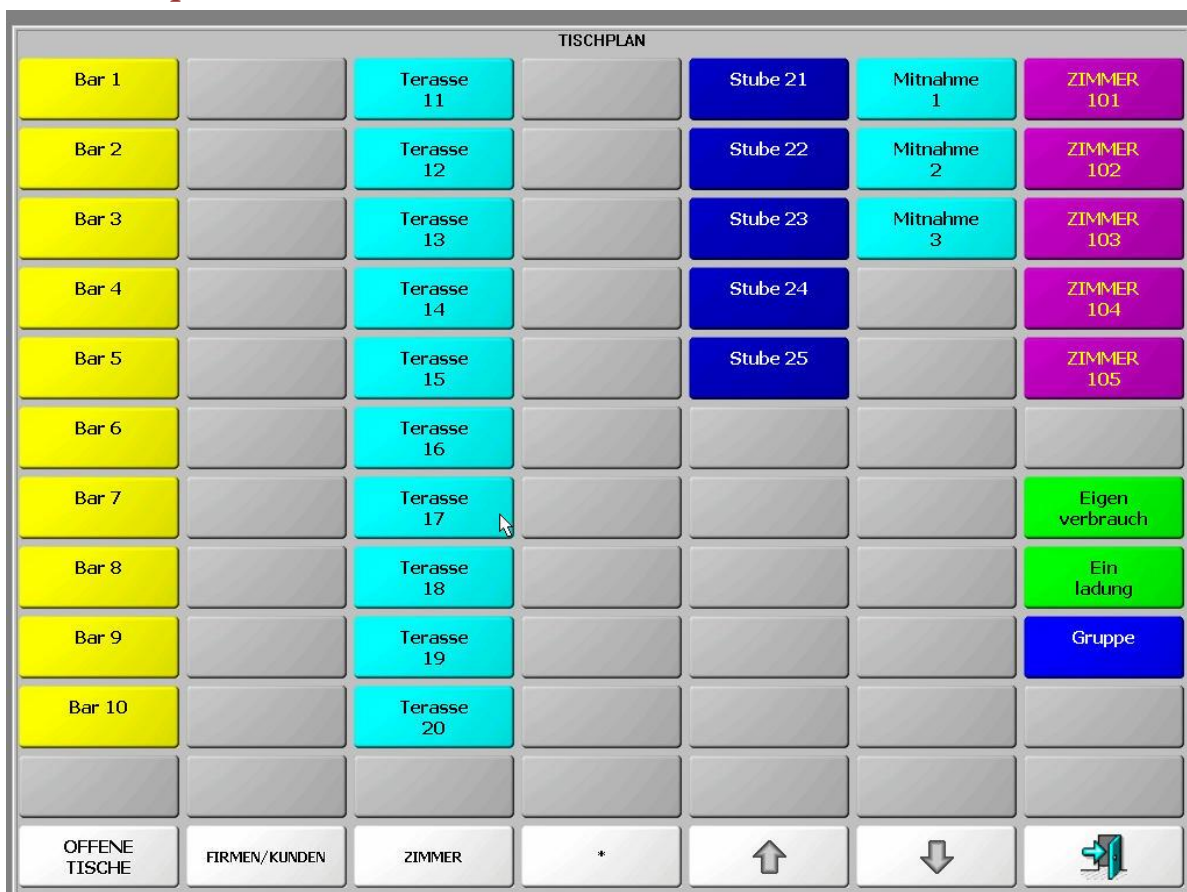 TISCHPLAN
Bar 1
Terasse
11
Stube 21
Mitnahme
1
ZIMMER
101
Bar 2
Terasse
12
Stube 22
Mitnahme
2
ZIMMER
102
Bar 3
Terasse
13
Stube 23
Mitnahme
3
ZIMMER
103
Bar 4
Terasse
14
Stube 24
ZIMMER
104
Bar 5
Terasse
15
Stube 25
ZIMMER
105
Bar 6
Terasse
16
Bar 7
Terasse
17
Eigen
verbrauch
Bar 8
Terasse
18
Ein
ladung
Bar 9
Terasse
19
Gruppe
Bar 10
Terasse
20
OFFENE
TISCHE
FIRMEN/KUNDEN
ZIMMER
*